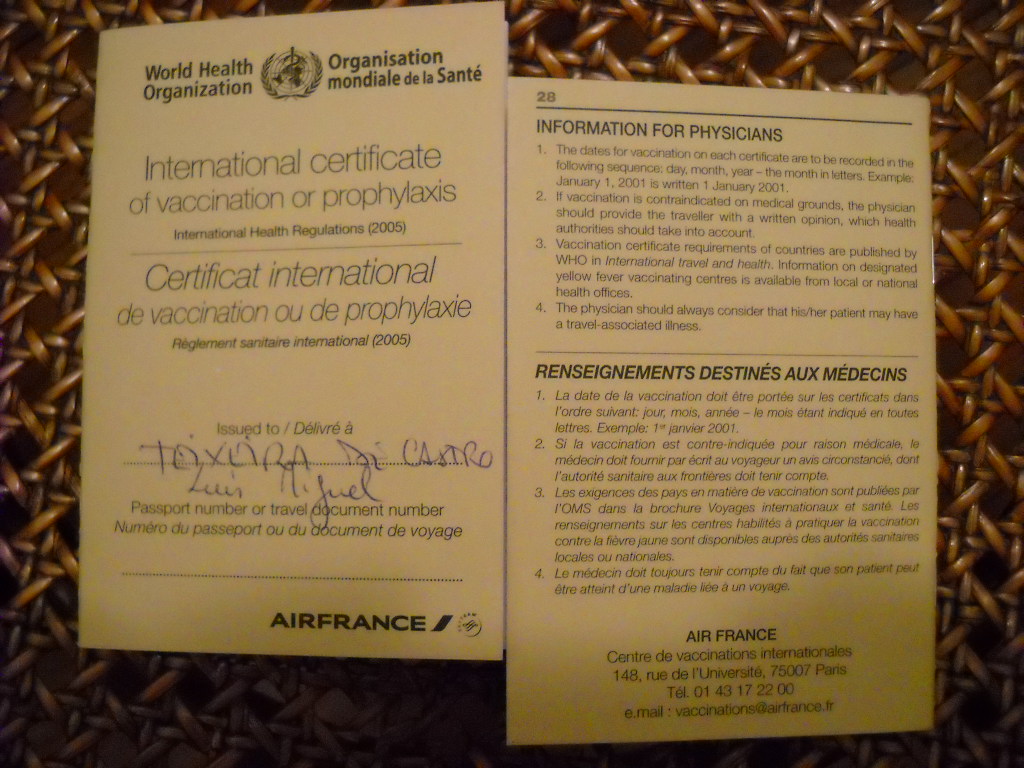 World Health
Organization
Organisation
mondiale de la Santé
International certificate
of vaccination or prophylaxis
International Health Regulations (2005)
Certificat international
de vaccination ou de prophylaxie
Règlement sanitaire international (2005)
Issued to / Délivré à
TEIXEIRA DE CASTRO
Luis Miguel
Passport number or travel document number
Numéro du passeport ou du document de voyage
AIRFRANCE
28
INFORMATION FOR PHYSICIANS
1. The dates for vaccination on each certificate are to be recorded in the
following sequence: day, month, year – the month in letters. Example:
January 1, 2001 is written 1 January 2001.
2. If vaccination is contraindicated on medical grounds, the physician
should provide the traveller with a written opinion, which health
authorities should take into account.
3. Vaccination certificate requirements of countries are published by
WHO in International travel and health. Information on designated
yellow fever vaccinating centres is available from local or national
health offices.
4. The physician should always consider that his/her patient may have
a travel-associated illness.
RENSEIGNEMENTS DESTINÉS AUX MÉDECINS
1. La date de la vaccination doit être portée sur les certificats dans
l'ordre suivant: jour, mois, année – le mois étant indiqué en toutes
lettres. Exemple: 1er janvier 2001.
2. Si la vaccination est contre-indiquée pour raison médicale, le
médecin doit fournir par écrit au voyageur un avis circonstancié, dont
l'autorité sanitaire aux frontières doit tenir compte.
3. Les exigences des pays en matière de vaccination sont publiées par
l'OMS dans la brochure Voyages internationaux et santé. Les
renseignements sur les centres habilités à pratiquer la vaccination
contre la fièvre jaune sont disponibles auprès des autorités sanitaires
locales ou nationales.
4. Le médecin doit toujours tenir compte du fait que son patient peut
être atteint d'une maladie liée à un voyage.
AIR FRANCE
Centre de vaccinations internationales
148, rue de l'Université, 75007 Paris
Tél. 01 43 17 22 00
e.mail : vaccinations@airfrance.fr